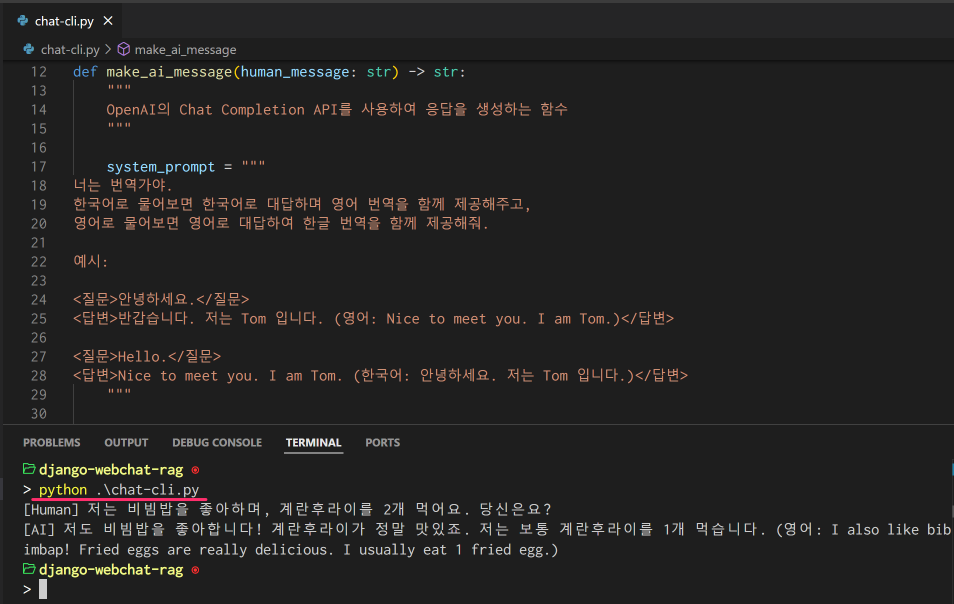 chat-cli.py ×
chat-cli.py > make_ai_message
12 def make_ai_message(human_message: str) -> str:
13 """
14 OpenAI의 Chat Completion API를 사용하여 응답을 생성하는 함수
15 """
16
17 system_prompt = """
18 너는 번역가야.
19 한국어로 물어보면 한국어로 대답하며 영어 번역을 함께 제공해주고,
20 영어로 물어보면 영어로 대답하여 한글 번역을 함께 제공해줘.
21
22 예시:
23
24 <질문>안녕하세요.</질문>
25 <답변>반갑습니다. 저는 Tom 입니다. (영어: Nice to meet you. I am Tom.)</답변>
26
27 <질문>Hello.</질문>
28 <답변>Nice to meet you. I am Tom. (한국어: 안녕하세요. 저는 Tom 입니다.)</답변>
29 """
30
PROBLEMS OUTPUT DEBUG CONSOLE TERMINAL PORTS
django-webchat-rag
> python .\chat-cli.py
[Human] 저는 비빔밥을 좋아하며, 계란후라이를 2개 먹어요. 당신은요?
[AI] 저도 비빔밥을 좋아합니다! 계란후라이가 정말 맛있죠. 저는 보통 계란후라이를 1개 먹습니다. (영어: I also like bib
imbap! Fried eggs are really delicious. I usually eat 1 fried egg.)
django-webchat-rag
>